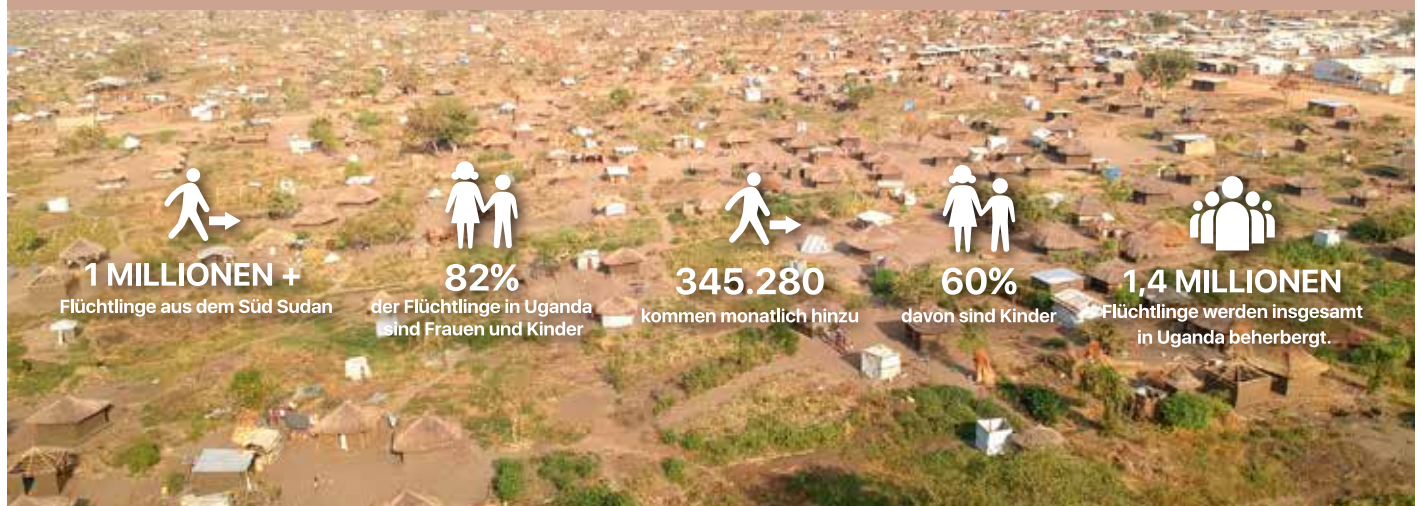 1 MILLIONEN +
Flüchtlinge aus dem Süd Sudan
82%
der Flüchtlinge in Uganda
sind Frauen und Kinder
345.280
kommen monatlich hinzu
60%
davon sind Kinder
1,4 MILLIONEN
Flüchtlinge werden insgesamt
in Uganda beherbergt.